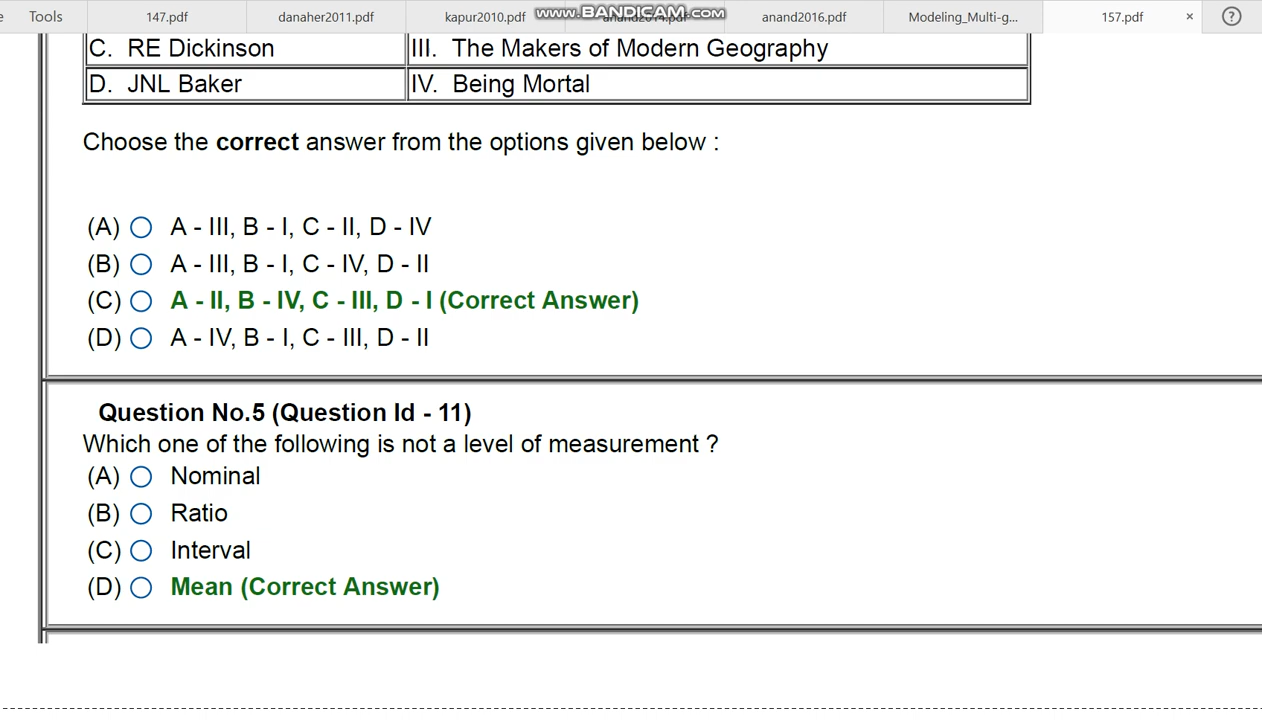 e Tools 147.pdf danaher2011.pdf kapur2010.pdf anand2014.pdf anand2016.pdf Modeling_Multi-g... 157.pdf × ?
www.BANDICAM.com
C. RE Dickinson III. The Makers of Modern Geography
D. JNL Baker IV. Being Mortal
Choose the correct answer from the options given below :
(A) A - III, B - I, C - II, D - IV
(B) A - III, B - I, C - IV, D - II
(C) A - II, B - IV, C - III, D - I (Correct Answer)
(D) A - IV, B - I, C - III, D - II
Question No.5 (Question Id - 11)
Which one of the following is not a level of measurement ?
(A) Nominal
(B) Ratio
(C) Interval
(D) Mean (Correct Answer)